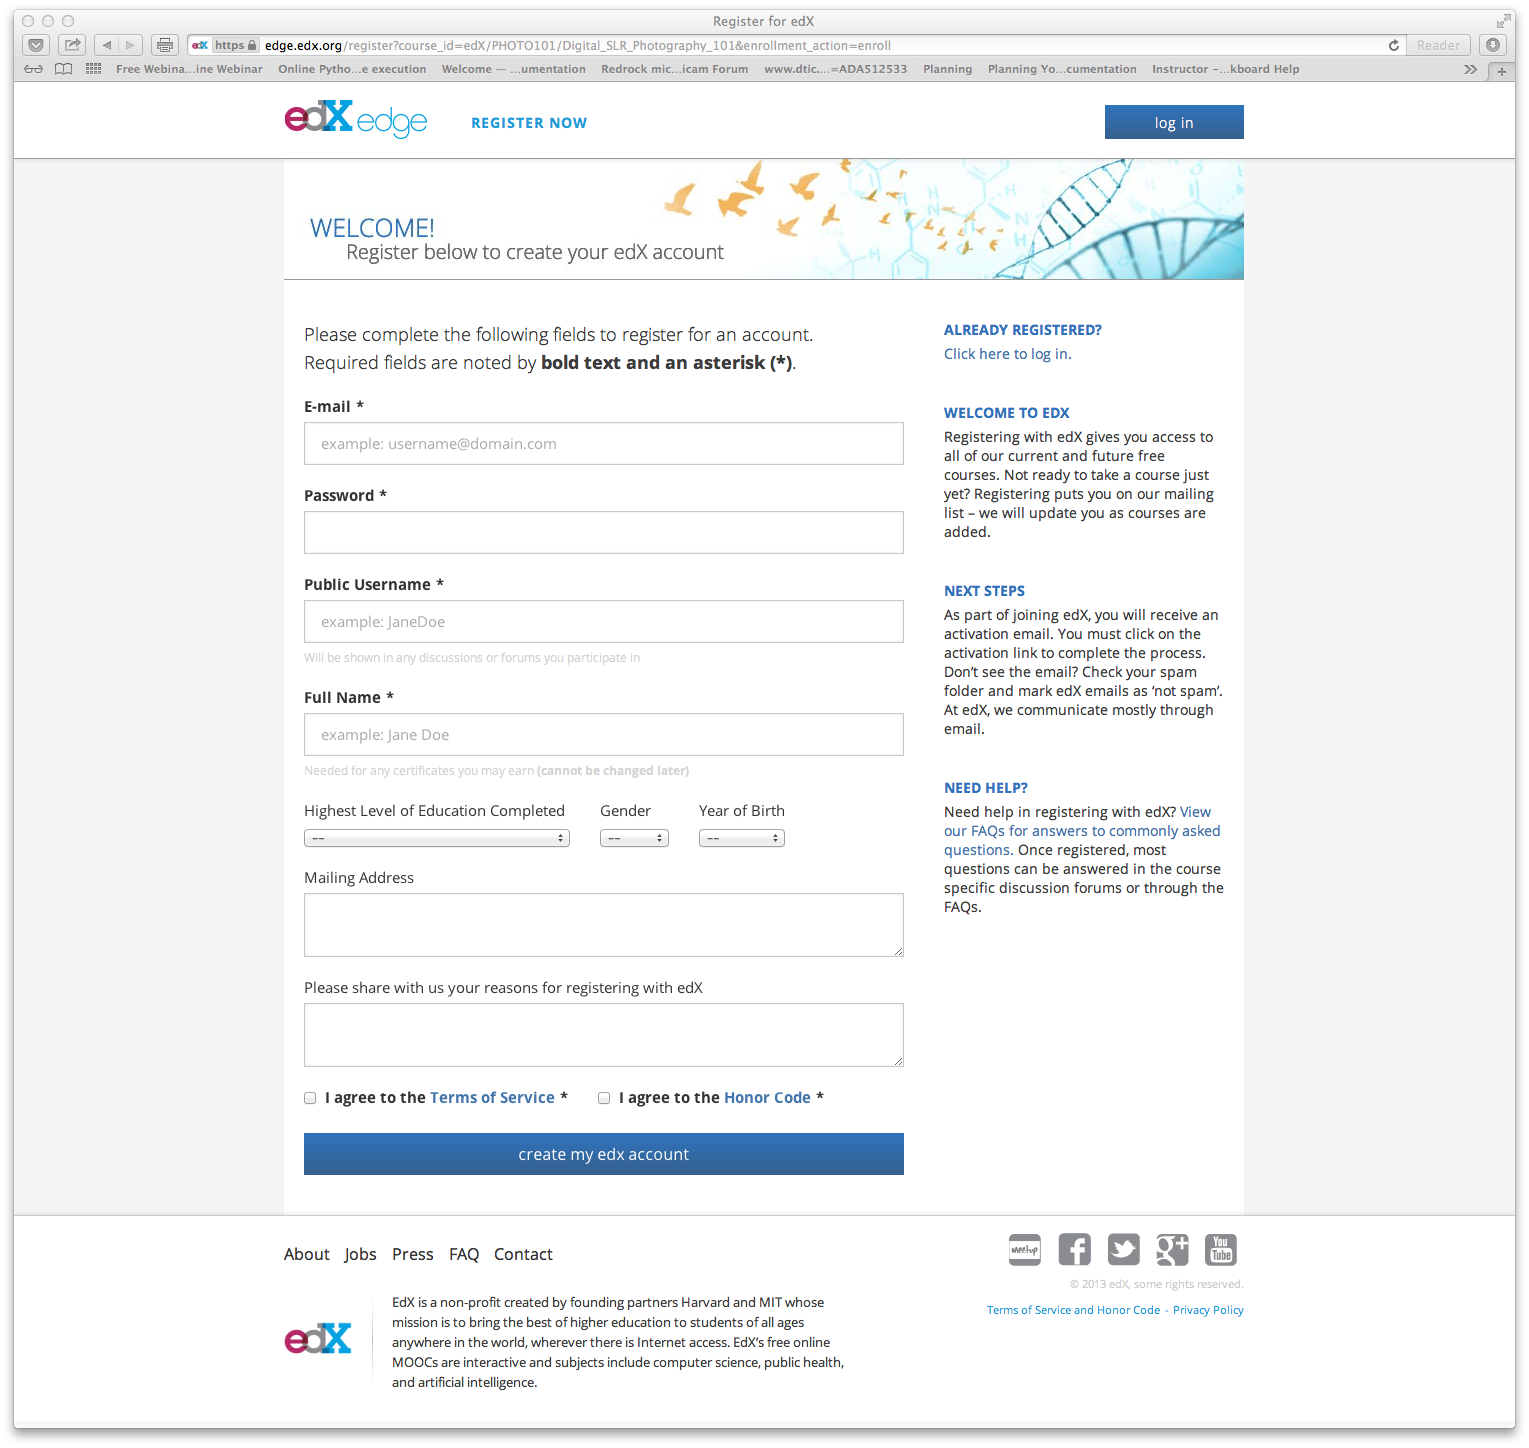 Register for edX
edX https edge.edx.org/register?course_id=edX/PHOTO101/Digital_SLR_Photography_101&enrollment_action=enroll Reader
Free Webina...ine Webinar Online Pytho...e execution Welcome — ...umentation Redrock mic...icam Forum www.dtic....=ADA512533 Planning Planning Yo...cumentation Instructor –...kboard Help
edX edge REGISTER NOW log in
WELCOME!
Register below to create your edX account
Please complete the following fields to register for an account.
Required fields are noted by bold text and an asterisk (*).
E-mail *
example: username@domain.com
Password *
Public Username *
example: JaneDoe
Will be shown in any discussions or forums you participate in
Full Name *
example: Jane Doe
Needed for any certificates you may earn (cannot be changed later)
Highest Level of Education Completed Gender Year of Birth
-- -- --
Mailing Address
Please share with us your reasons for registering with edX
I agree to the Terms of Service * I agree to the Honor Code *
create my edx account
ALREADY REGISTERED?
Click here to log in.
WELCOME TO EDX
Registering with edX gives you access to
all of our current and future free
courses. Not ready to take a course just
yet? Registering puts you on our mailing
list – we will update you as courses are
added.
NEXT STEPS
As part of joining edX, you will receive an
activation email. You must click on the
activation link to complete the process.
Don't see the email? Check your spam
folder and mark edX emails as ‘not spam’.
At edX, we communicate mostly through
email.
NEED HELP?
Need help in registering with edX? View
our FAQs for answers to commonly asked
questions. Once registered, most
questions can be answered in the course
specific discussion forums or through the
FAQs.
About Jobs Press FAQ Contact
Meetup f g+ You Tube
© 2013 edX, some rights reserved.
Terms of Service and Honor Code - Privacy Policy
edX
EdX is a non-profit created by founding partners Harvard and MIT whose
mission is to bring the best of higher education to students of all ages
anywhere in the world, wherever there is Internet access. EdX's free online
MOOCs are interactive and subjects include computer science, public health,
and artificial intelligence.